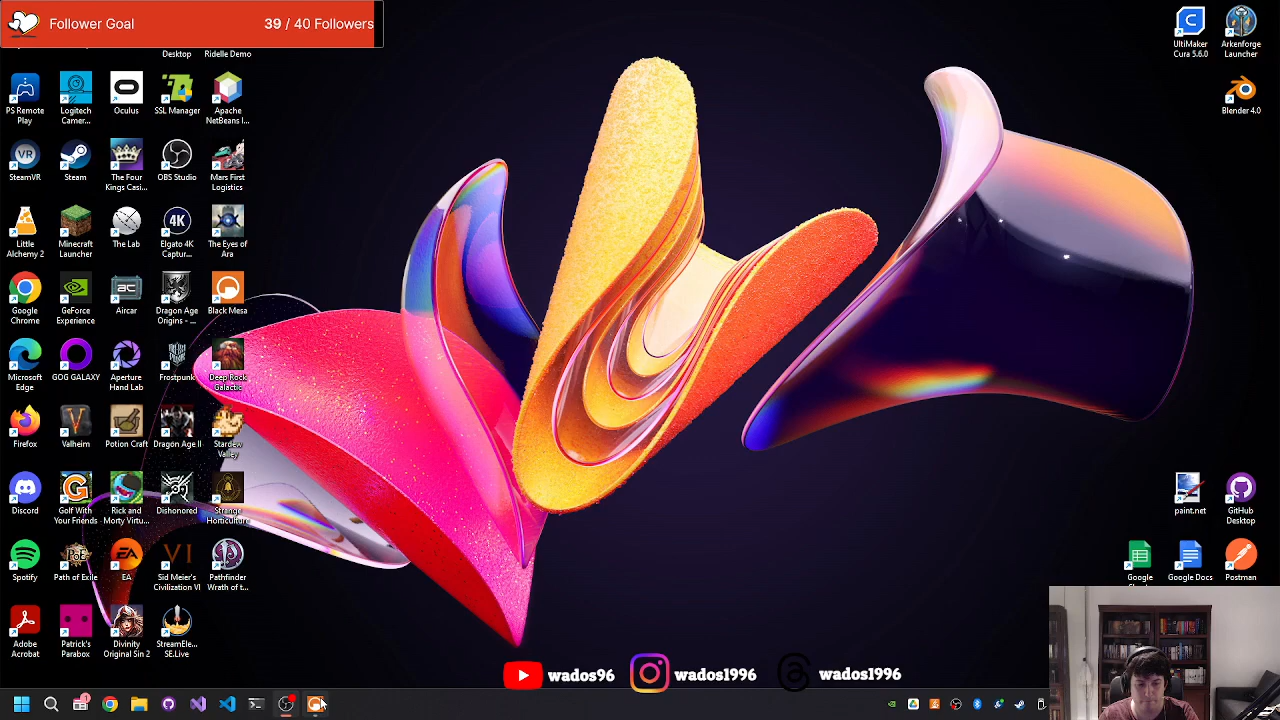 Follower Goal
39 / 40 Followers
Desktop
Ridelle Demo
PS Remote
Play
Logitech
Camer...
Oculus
SSL Manager
Apache
NetBeans I...
SteamVR
Steam
The Four
Kings Casi...
OBS Studio
Mars First
Logistics
Little
Alchemy 2
Minecraft
Launcher
The Lab
4K
Elgato 4K
Captur...
The Eyes of
Ara
Google
Chrome
GeForce
Experience
ac
Aircar
Dragon Age
Origins - ...
Black Mesa
Microsoft
Edge
GOG GALAXY
Aperture
Hand Lab
Frostpunk
Deep Rock
Galactic
Firefox
Valheim
Potion Craft
Dragon Age II
Stardew
Valley
Discord
Golf With
Your Friends
Rick and
Morty Virtu...
Dishonored
Strange
Horticulture
Spotify
Path of Exile
EA
EA
VI
Sid Meier's
Civilization VI
Pathfinder
Wrath of t...
Adobe
Acrobat
Patrick's
Parabox
Divinity
Original Sin 2
StreamEle...
SE.Live
UltiMaker
Cura 5.6.0
Arkenforge
Launcher
Blender 4.0
paint.net
GitHub
Desktop
Google
Google Docs
Postman
wados96
wados1996
wados1996